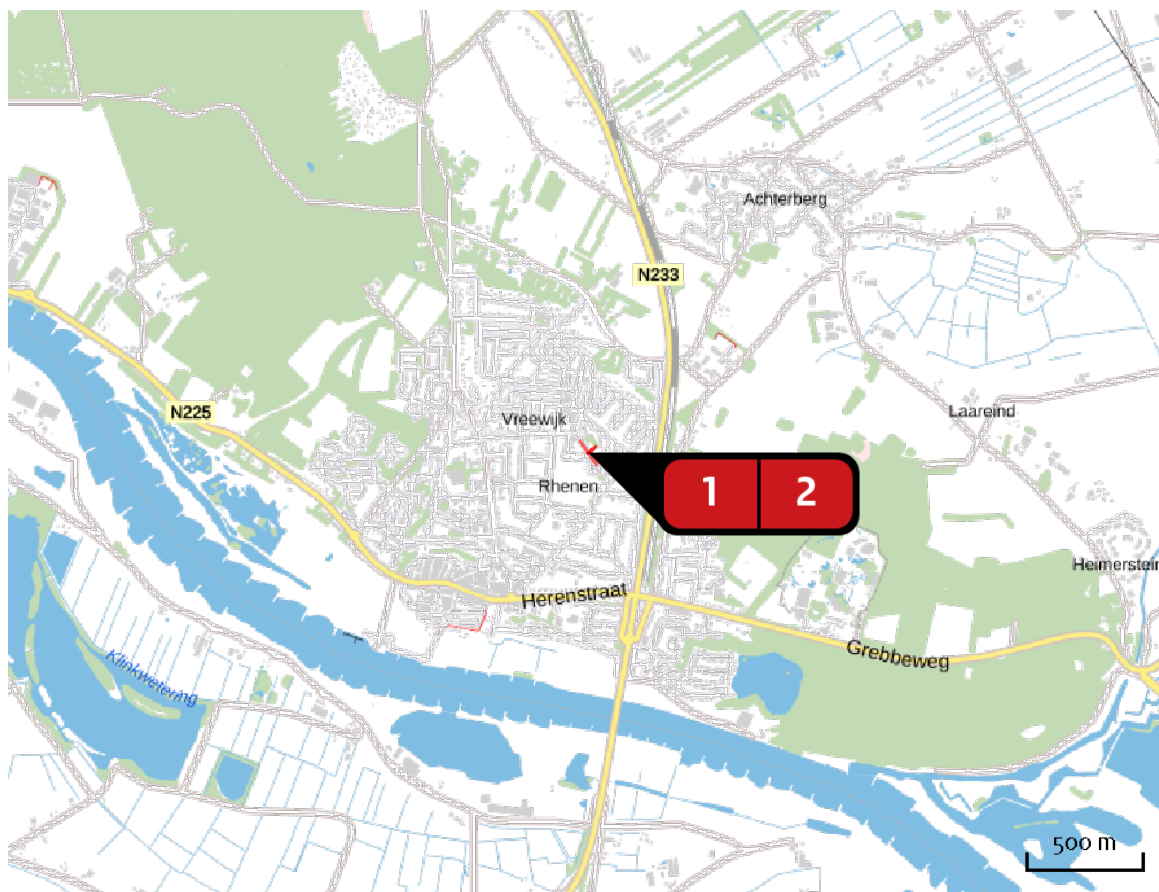 Achterberg
N233
N225
Laareind
Vreewijk
Rhenen
1 2
Heimerstein
Herenstraat
Grebbeweg
Klinkwetering
500 m